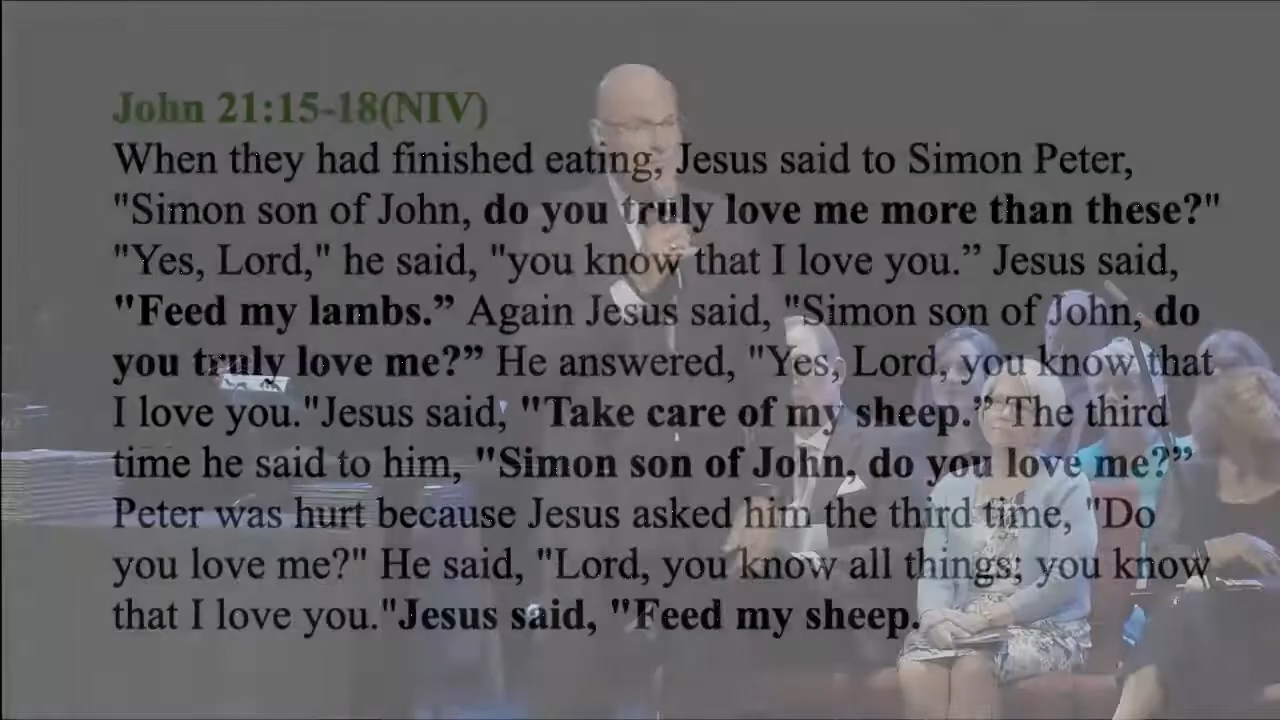 John 21:15-18(NIV)
When they had finished eating, Jesus said to Simon Peter,
"Simon son of John, do you truly love me more than these?"
"Yes, Lord," he said, "you know that I love you.” Jesus said,
"Feed my lambs.” Again Jesus said, "Simon son of John, do
you truly love me?” He answered, "Yes, Lord, you know that
I love you."Jesus said, "Take care of my sheep.” The third
time he said to him, "Simon son of John, do you love me?”
Peter was hurt because Jesus asked him the third time, "Do
you love me?" He said, "Lord, you know all things; you know
that I love you."Jesus said, "Feed my sheep.